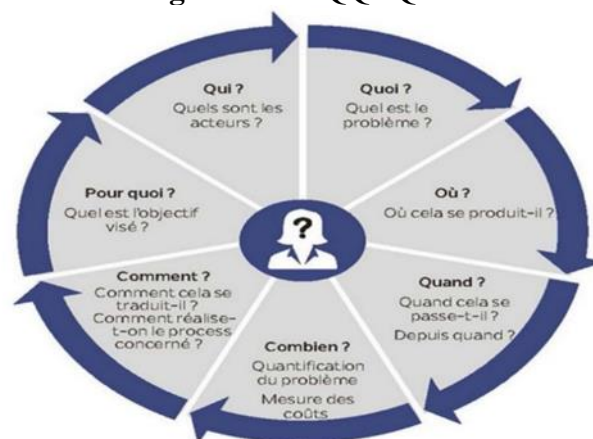 Qui ?
Quels sont les
acteurs ?
Quoi ?
Quel est le
problème ?
Où ?
Où cela se produit-il ?
Quand ?
Quand cela se
passe-t-il ?
Depuis quand ?
Combien ?
Quantification
du problème
Mesure des
coûts
Comment ?
Comment cela se
traduit-il ?
Comment réalise-
t-on le process
concerné ?
Pour quoi ?
Quel est l'objectif
visé ?
?